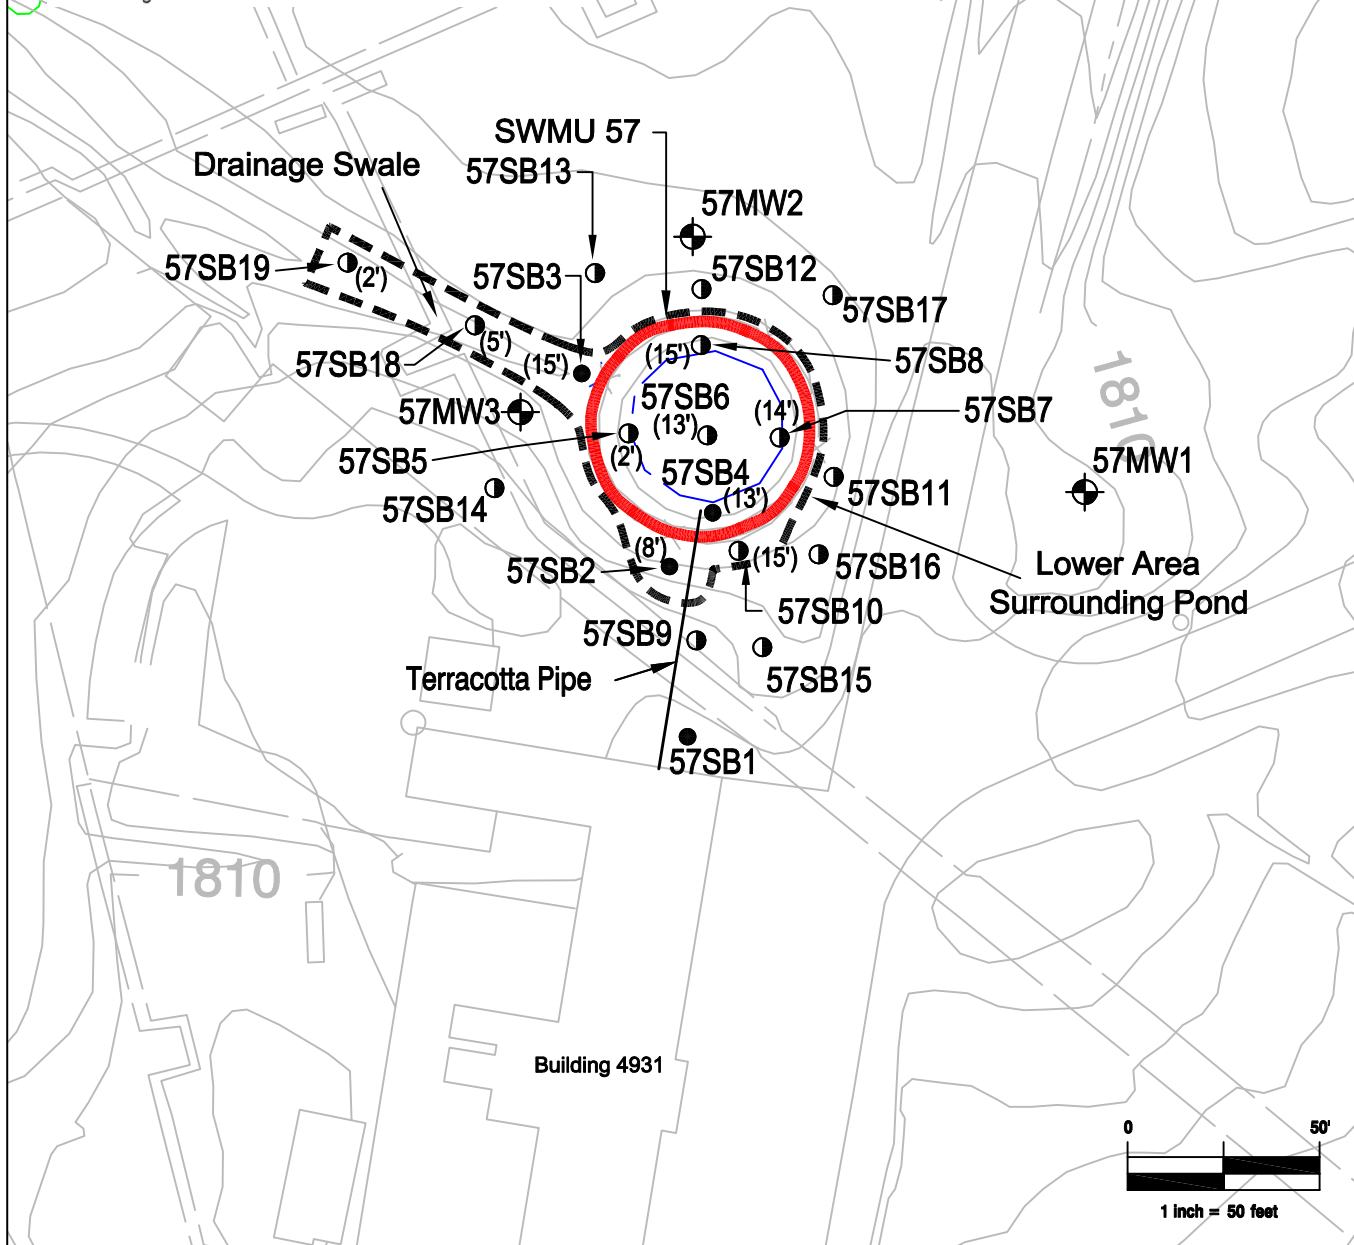 SWMU 57
Drainage Swale
57SB13
57MW2
57SB19
(2')
57SB3
57SB12
57SB17
57SB18
(5')
(15')
(15')
57SB8
57SB6
(13')
(14')
57SB7
57MW3
57SB5
(2')
57SB4
(13')
1810
57MW1
57SB14
57SB11
57SB2
(8')
(15')
57SB16
Lower Area
Surrounding Pond
57SB10
57SB9
Terracotta Pipe
57SB15
57SB1
1810
Building 4931
0 50'
1 inch = 50 feet